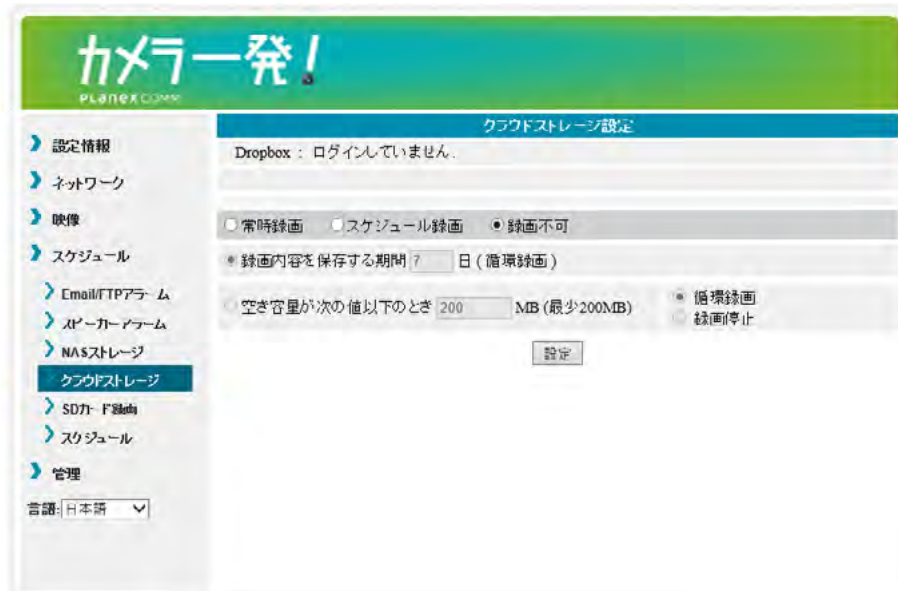 カメラ一発!
PLANEX COMM
クラウドストレージ設定
設定情報
Dropbox : ログインしていません.
ネットワーク
映像
常時録画 スケジュール録画 録画不可
スケジュール
録画内容を保存する期間 7 日 ( 循環録画 )
Email/FTPアラーム
空き容量が次の値以下のとき 200 MB (最少200MB) 循環録画
録画停止
スピーカーアラーム
NASストレージ
設定
クラウドストレージ
SDカード録画
スケジュール
管理
言語: 日本語